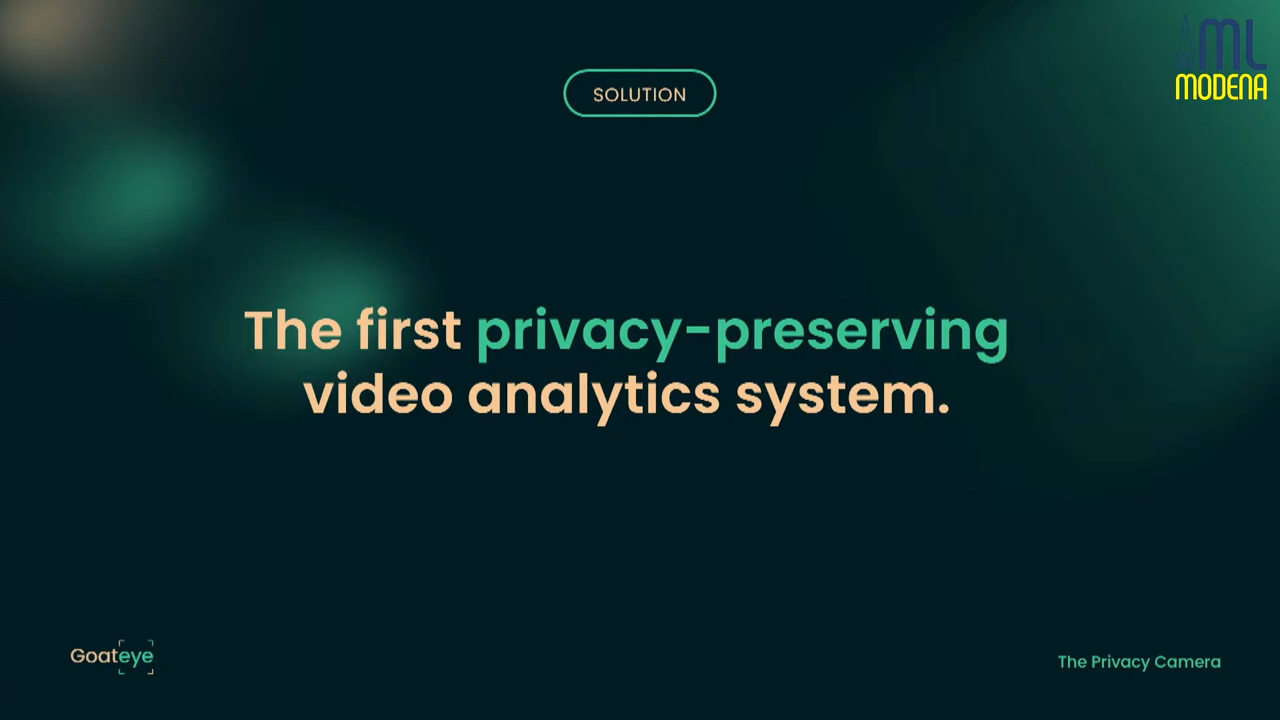 ML
MODENA
SOLUTION
The first privacy-preserving
video analytics system.
Goateye
The Privacy Camera